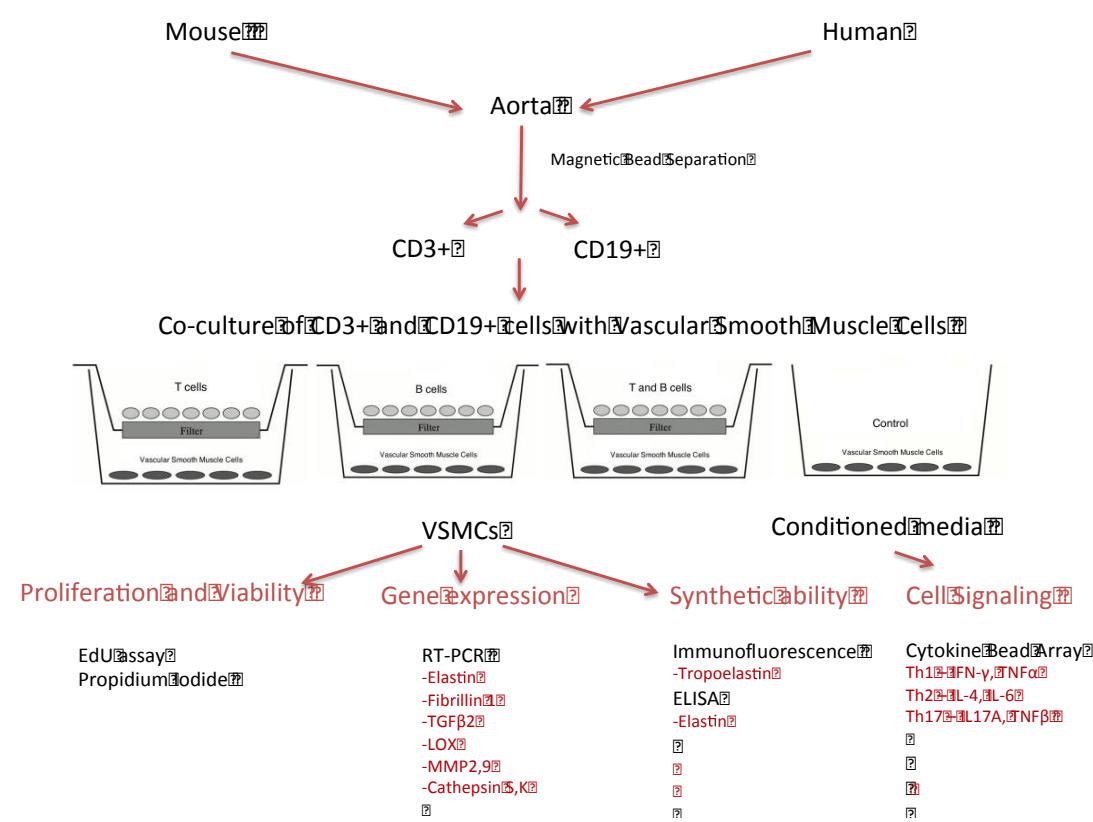 Mouse
Human
Aorta
Magnetic Bead Separation
CD3+
CD19+
Co-culture of CD3+ and CD19+ cells with Vascular Smooth Muscle Cells
T cells
Filter
Vascular Smooth Muscle Cells
B cells
Filter
Vascular Smooth Muscle Cells
T and B cells
Filter
Vascular Smooth Muscle Cells
Control
Vascular Smooth Muscle Cells
VSMCs
Conditioned media
Proliferation and Viability
EdU assay
Propidium Iodide
Gene expression
RT-PCR
-Elastin
-Fibrillin 1
-TGFβ2
-LOX
-MMP2,9
-Cathepsin S,K
Synthetic ability
Immunofluorescence
-Tropoelastin
ELISA
-Elastin
Cell Signaling
Cytokine Bead Array
Th1 – IFN-γ, TNFα
Th2 – IL-4, IL-6
Th17 – IL17A, TNFβ